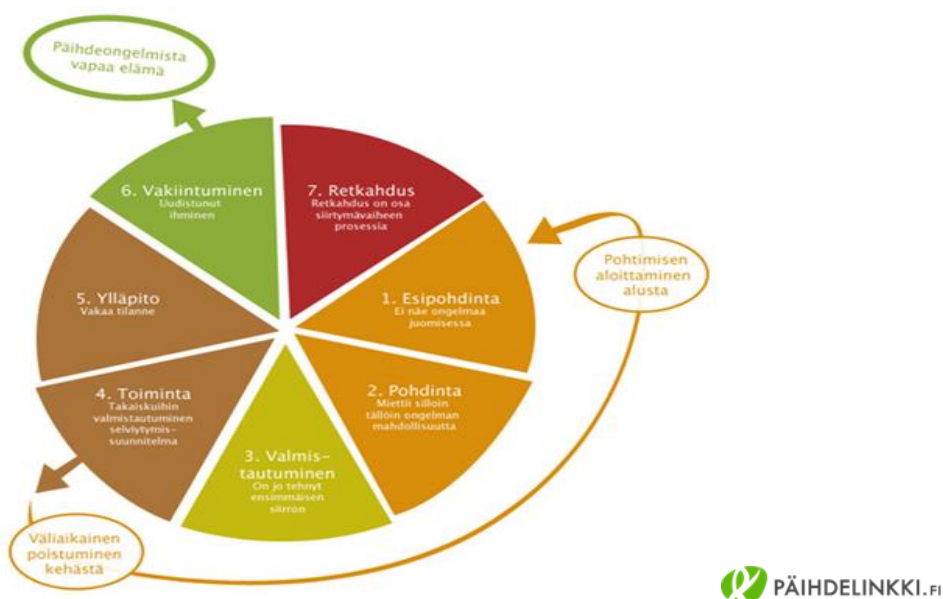 Päihdeongelmista
vapaa elämä
6. Vakiintuminen
Uudistunut
ihminen
7. Retkahdus
Retkahdus on osa
siirtymävaiheen
prosessia
Pohtimisen
aloittaminen
alusta
5. Ylläpito
Vakaa tilanne
1. Esipohdinta
Ei näe ongelmaa
juomisessa
4. Toiminta
Takaiskuihin
valmistautuminen
selviytymis-
suunnitelma
2. Pohdinta
Miettii silloin
tällöin ongelman
mahdollisuutta
3. Valmis-
tautuminen
On jo tehnyt
ensimmäisen
siirron
Väliaikainen
poistuminen
kehästä
PÄIHDELINKKI.FI